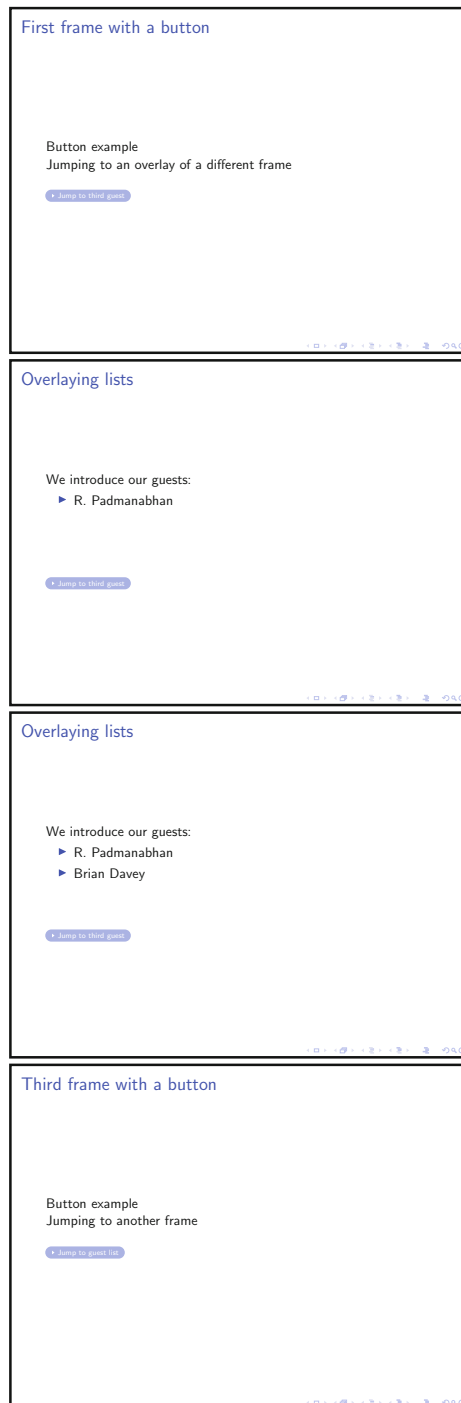 First frame with a button
Button example
Jumping to an overlay of a different frame
Jump to third guest
Overlaying lists
We introduce our guests:
R. Padmanabhan
Jump to third guest
Overlaying lists
We introduce our guests:
R. Padmanabhan
Brian Davey
Jump to third guest
Third frame with a button
Button example
Jumping to another frame
Jump to guest list